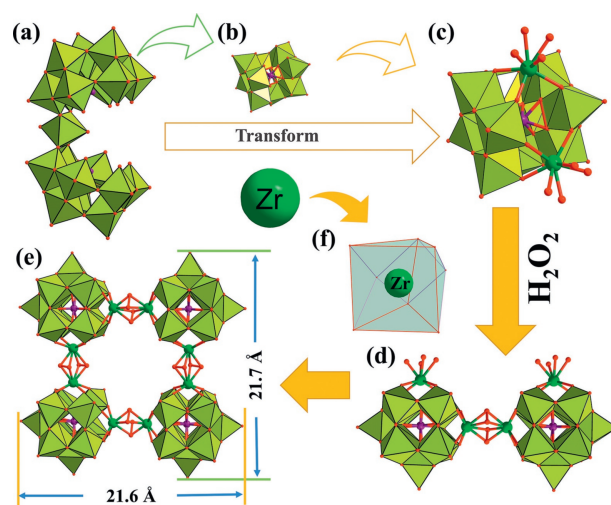 (a)
(b)
(c)
Transform
Zr
(f)
Zr
H₂O₂
(e)
(d)
21.7 Å
21.6 Å